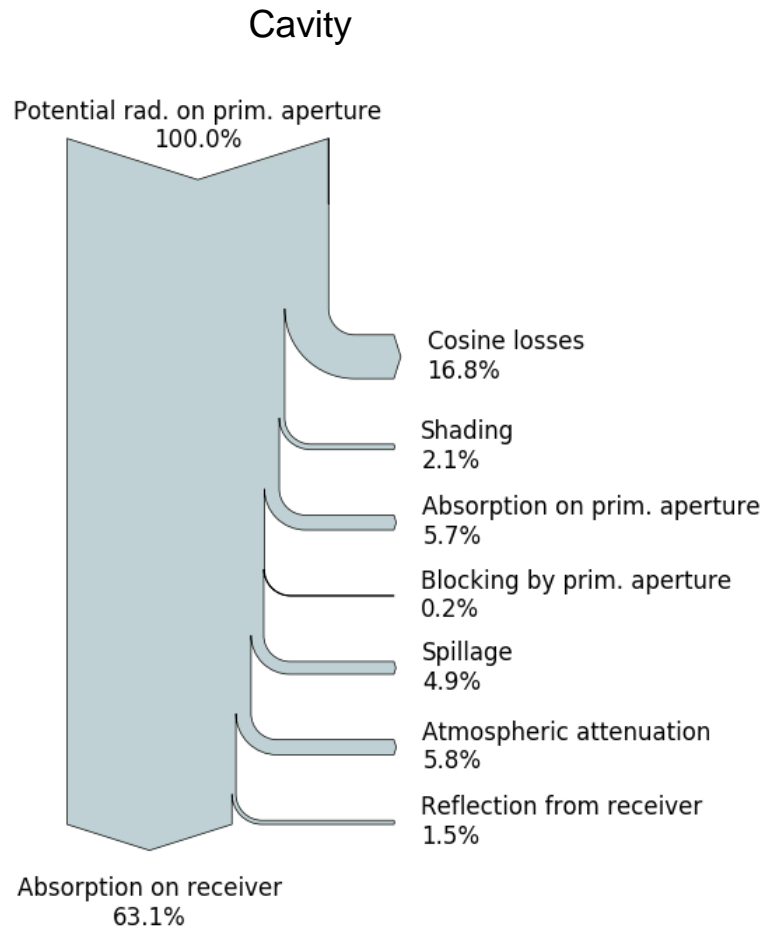 Cavity
Potential rad. on prim. aperture
100.0%
Cosine losses
16.8%
Shading
2.1%
Absorption on prim. aperture
5.7%
Blocking by prim. aperture
0.2%
Spillage
4.9%
Atmospheric attenuation
5.8%
Reflection from receiver
1.5%
Absorption on receiver
63.1%